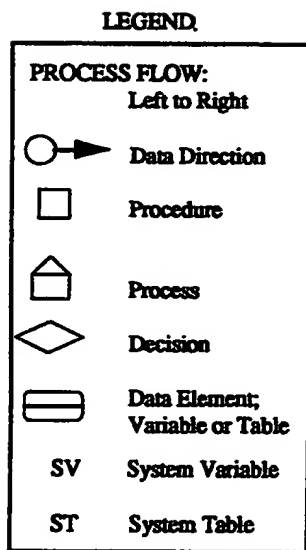 LEGEND.
PROCESS FLOW:
Left to Right
Data Direction
Procedure
Process
Decision
Data Element;
Variable or Table
SV System Variable
ST System Table